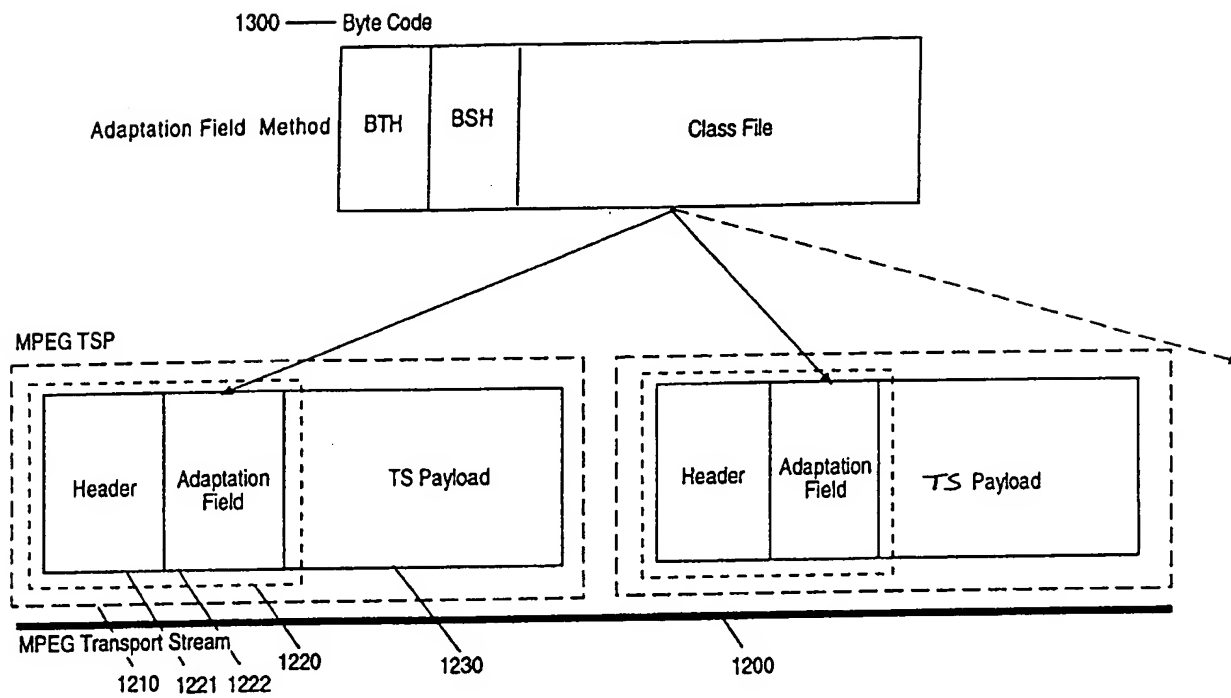 1300 Byte Code
Adaptation Field Method
BTH
BSH
Class File
MPEG TSP
Header
Adaptation
Field
TS Payload
Header
Adaptation
Field
TS Payload
MPEG Transport Stream
1210
1221
1222
1220
1230
1200